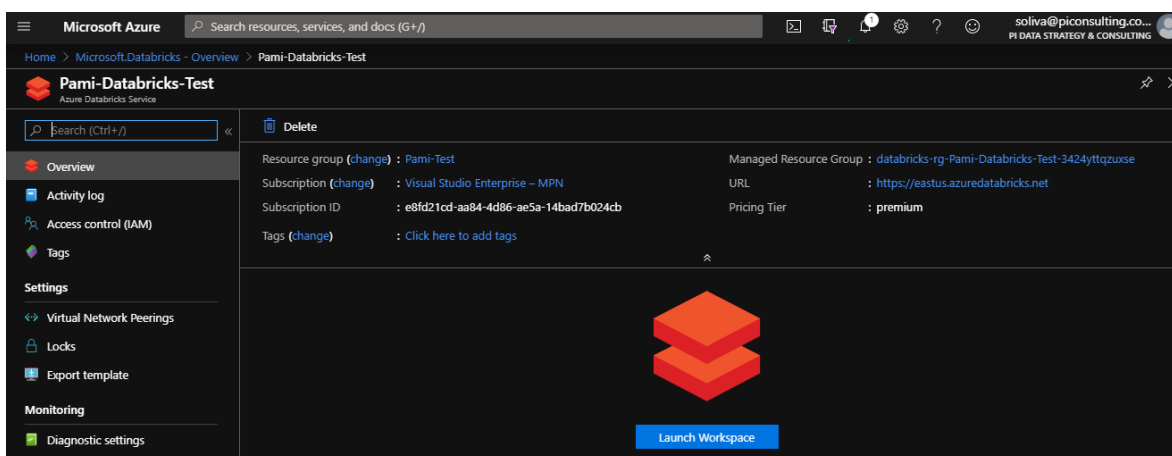 Microsoft Azure
Search resources, services, and docs (G+/)
1
?
soliva@piconsulting.co...
PI DATA STRATEGY & CONSULTING
Home > Microsoft.Databricks - Overview > Pami-Databricks-Test
Pami-Databricks-Test
Azure Databricks Service
Search (Ctrl+/)
«
Overview
Activity log
Access control (IAM)
Tags
Settings
Virtual Network Peerings
Locks
Export template
Monitoring
Diagnostic settings
Delete
Resource group (change) : Pami-Test
Subscription (change) : Visual Studio Enterprise – MPN
Subscription ID : e8fd21cd-aa84-4d86-ae5a-14bad7b024cb
Tags (change) : Click here to add tags
Managed Resource Group : databricks-rg-Pami-Databricks-Test-3424yttqzuxse
URL : https://eastus.azuredatabricks.net
Pricing Tier : premium
Launch Workspace